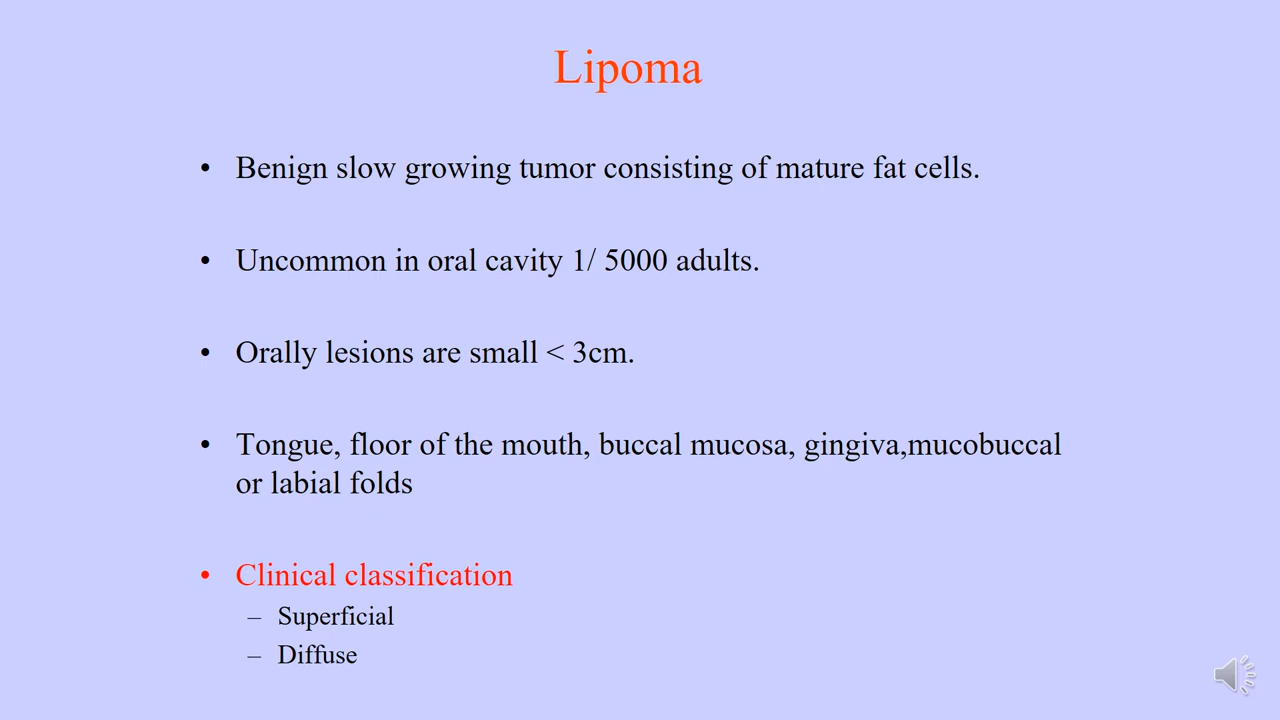 Lipoma
• Benign slow growing tumor consisting of mature fat cells.
• Uncommon in oral cavity 1/ 5000 adults.
• Orally lesions are small < 3cm.
• Tongue, floor of the mouth, buccal mucosa, gingiva,mucobuccal
or labial folds
• Clinical classification
– Superficial
– Diffuse